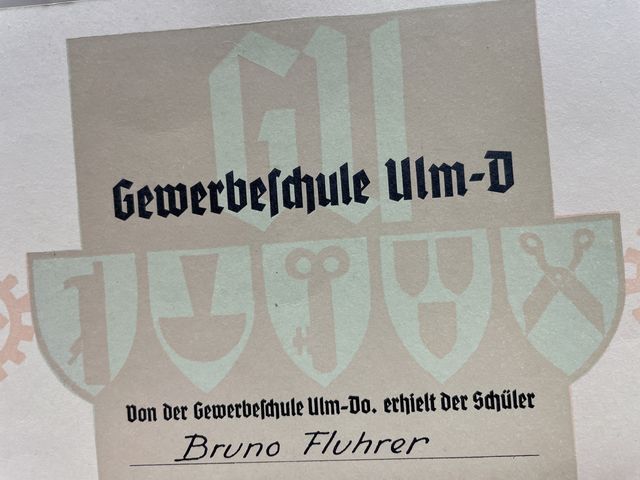 GU
Gewerbeſchule Ulm-D
Von der Gewerbeſchule Ulm-Do. erhielt der Schüler
Bruno Fluhrer